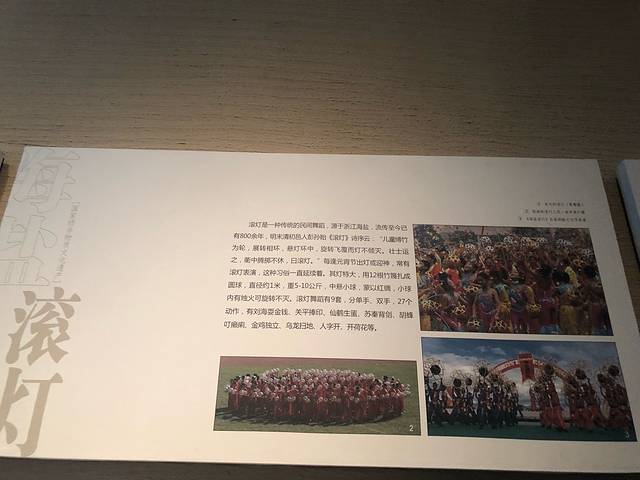 海盐
滚灯
滚灯是一种传统的民间舞蹈，源于浙江海盐，流传至今已
有800余年，明末清初邑人彭孙贻《滚灯》诗序云："儿童缚竹
为轮，展转相环，悬灯环中，旋转飞覆而灯不倾灭。壮士运
之，衢中腾掷不休，日滚灯。"每逢元宵节出灯或迎神，常有
滚灯表演，这种习俗一直延续着。其灯特大，用12根竹篾扎成
圆球，直径约1米，重5-10公斤，中悬小球，蒙以红绸，小球
内有烛火可旋转不灭。滚灯舞蹈有9套，分单手、双手，27个
动作，有刘海耍金钱、关平捧印、仙鹤生蛋、苏秦背剑、胡蜂
叮癞痢、金鸡独立、乌龙扫地、人字开、开荷花等。
2
3